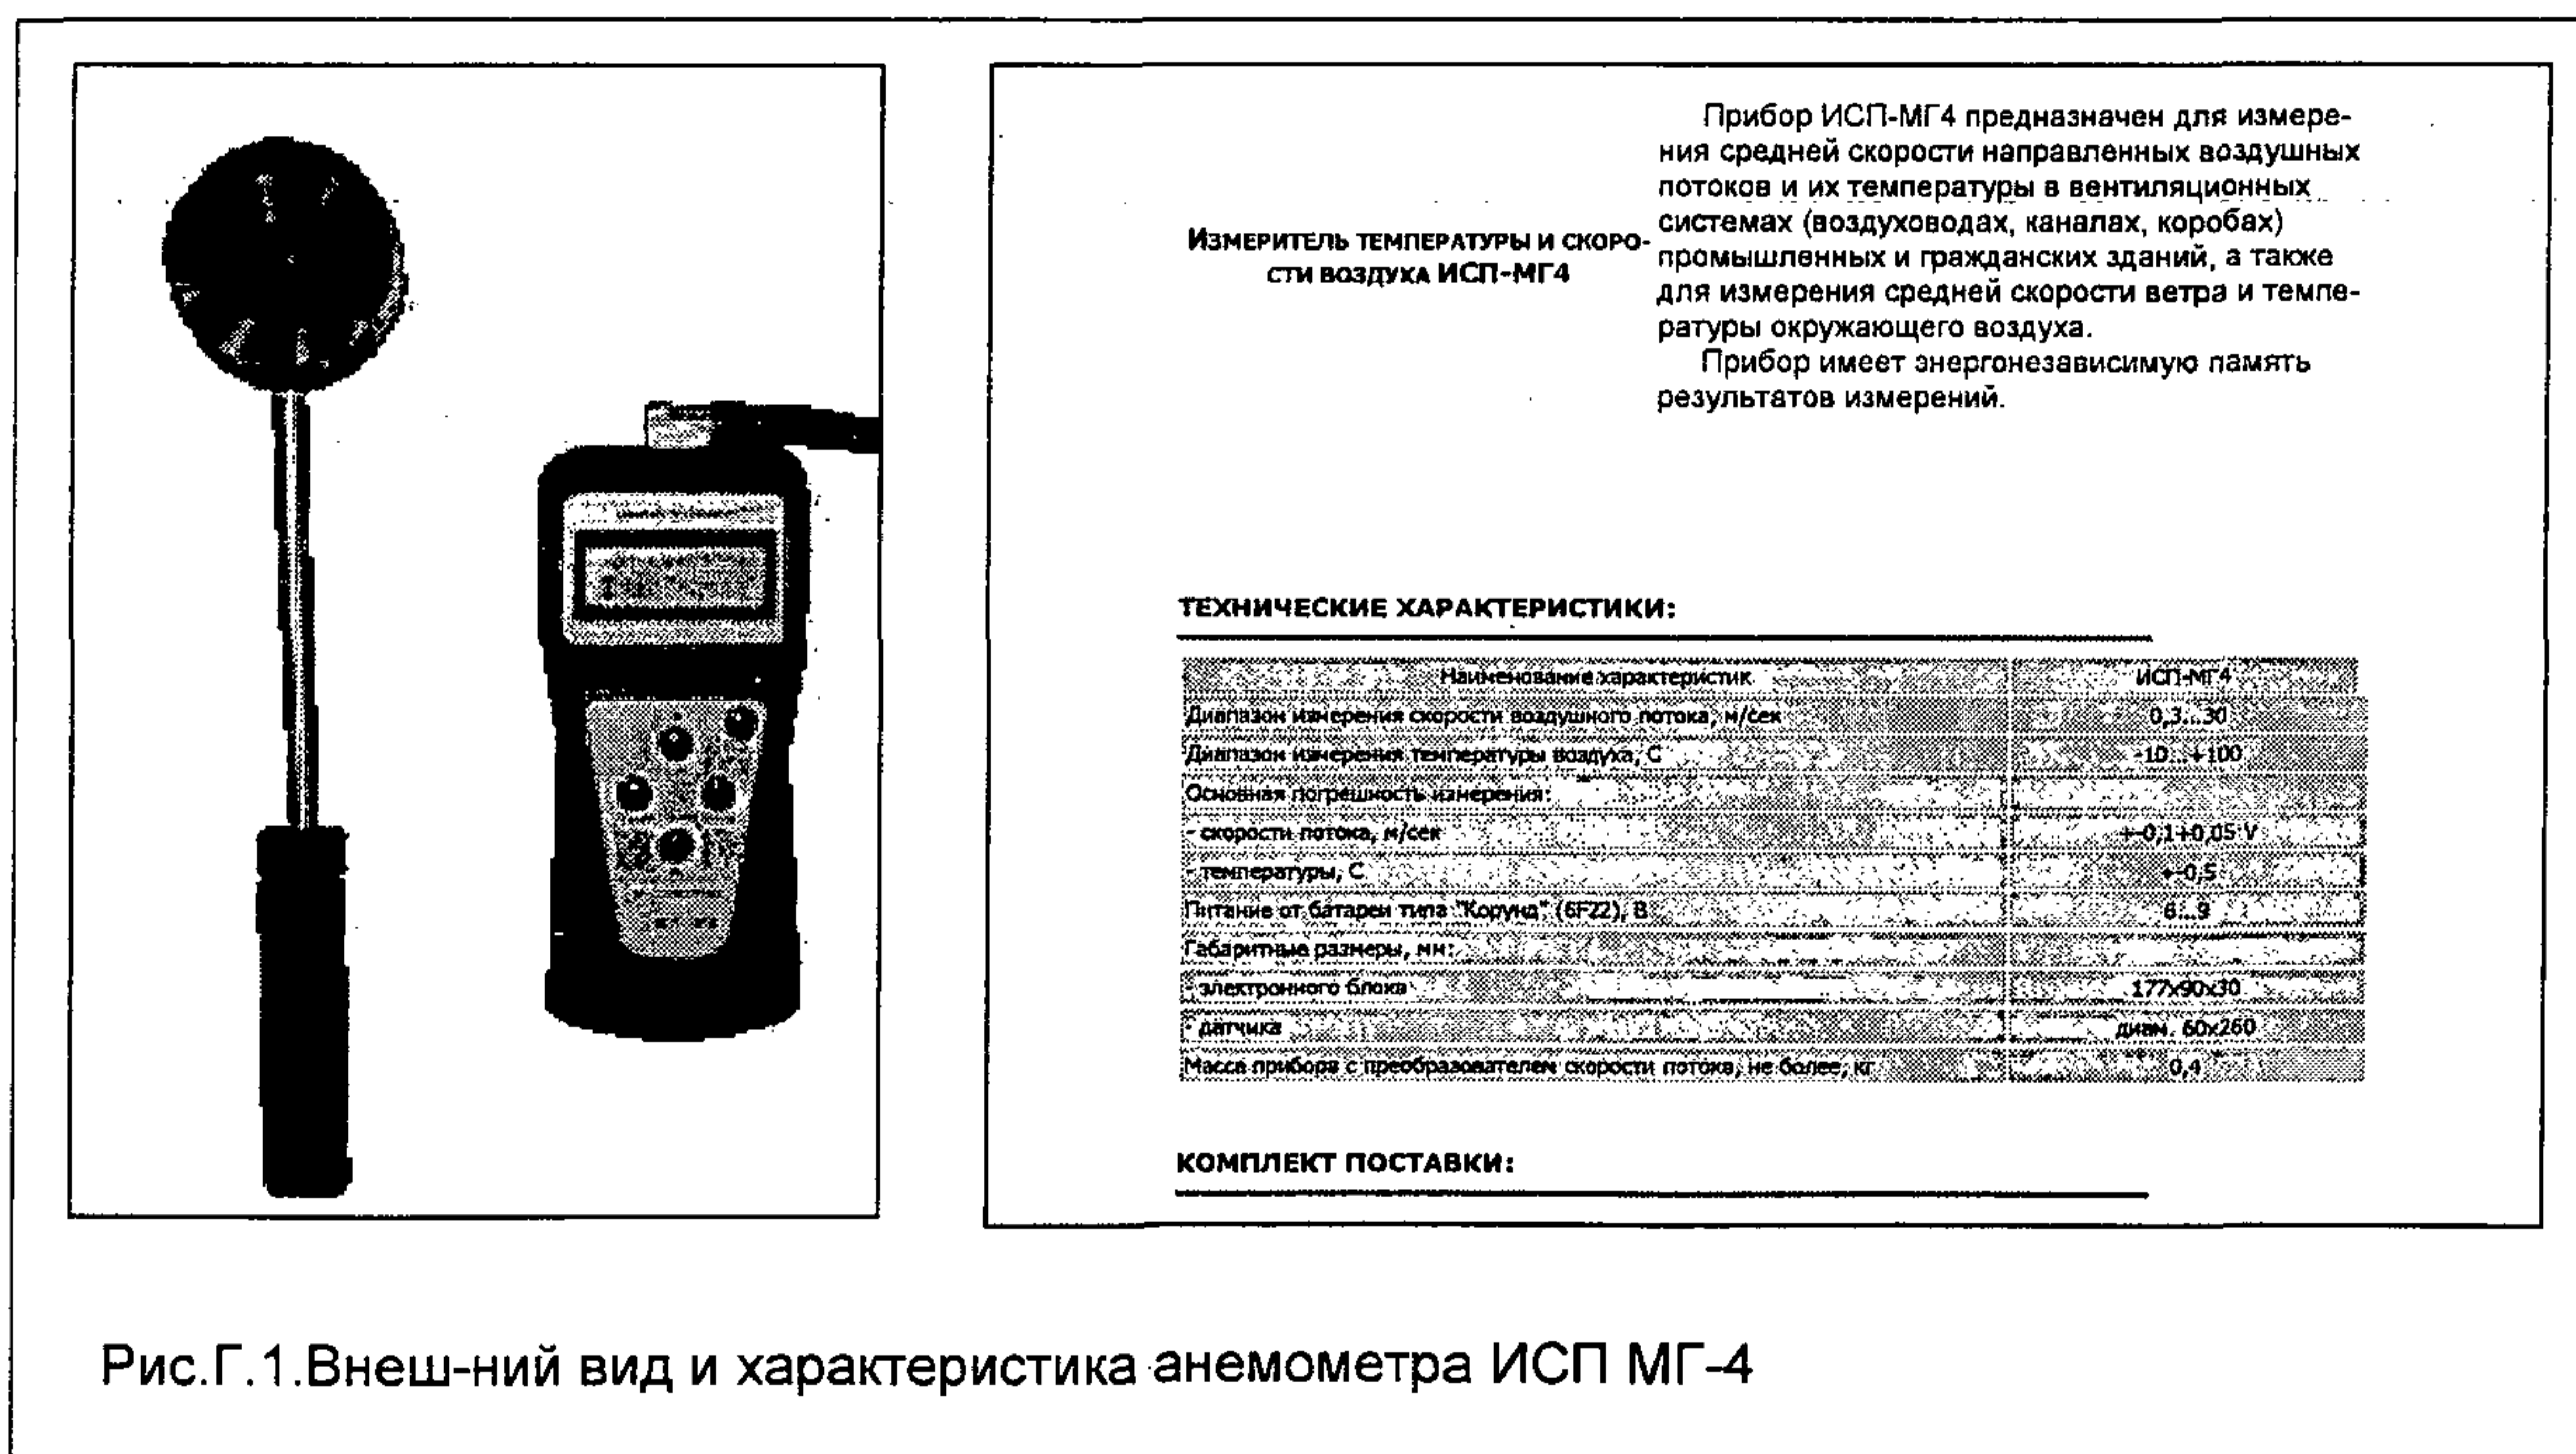 Прибор ИСП-МГ4 предназначен для измере-
ния средней скорости направленных воздушных
потоков и их температуры в вентиляционных
системах (воздуховодах, каналах, коробах)
промышленных и гражданских зданий, а также
для измерения средней скорости ветра и темпе-
ратуры окружающего воздуха.
Прибор имеет энергонезависимую память
результатов измерений.
ИЗМЕРИТЕЛЬ ТЕМПЕРАТУРЫ И СКОРО-
СТИ ВОЗДУХА ИСП-МГ4
ТЕХНИЧЕСКИЕ ХАРАКТЕРИСТИКИ:
Наименование характеристик ИСП-МГ4
Диапазон измерения скорости воздушного потока, м/сек 0,3...30
Диапазон измерения температуры воздуха, С -10...+100
Основная погрешность измерения:
- скорости потока, м/сек +-0,1+0,05 V
- температуры, С +-0,5
Питание от батареи типа "Корунд" (6F22), В 6...9
Габаритные размеры, мм:
- электронного блока 177х90х30
- датчика диам. 60х260
Масса прибора с преобразователем скорости потока, не более, кг 0,4
КОМПЛЕКТ ПОСТАВКИ:
Рис.Г.1.Внеш-ний вид и характеристика анемометра ИСП МГ-4